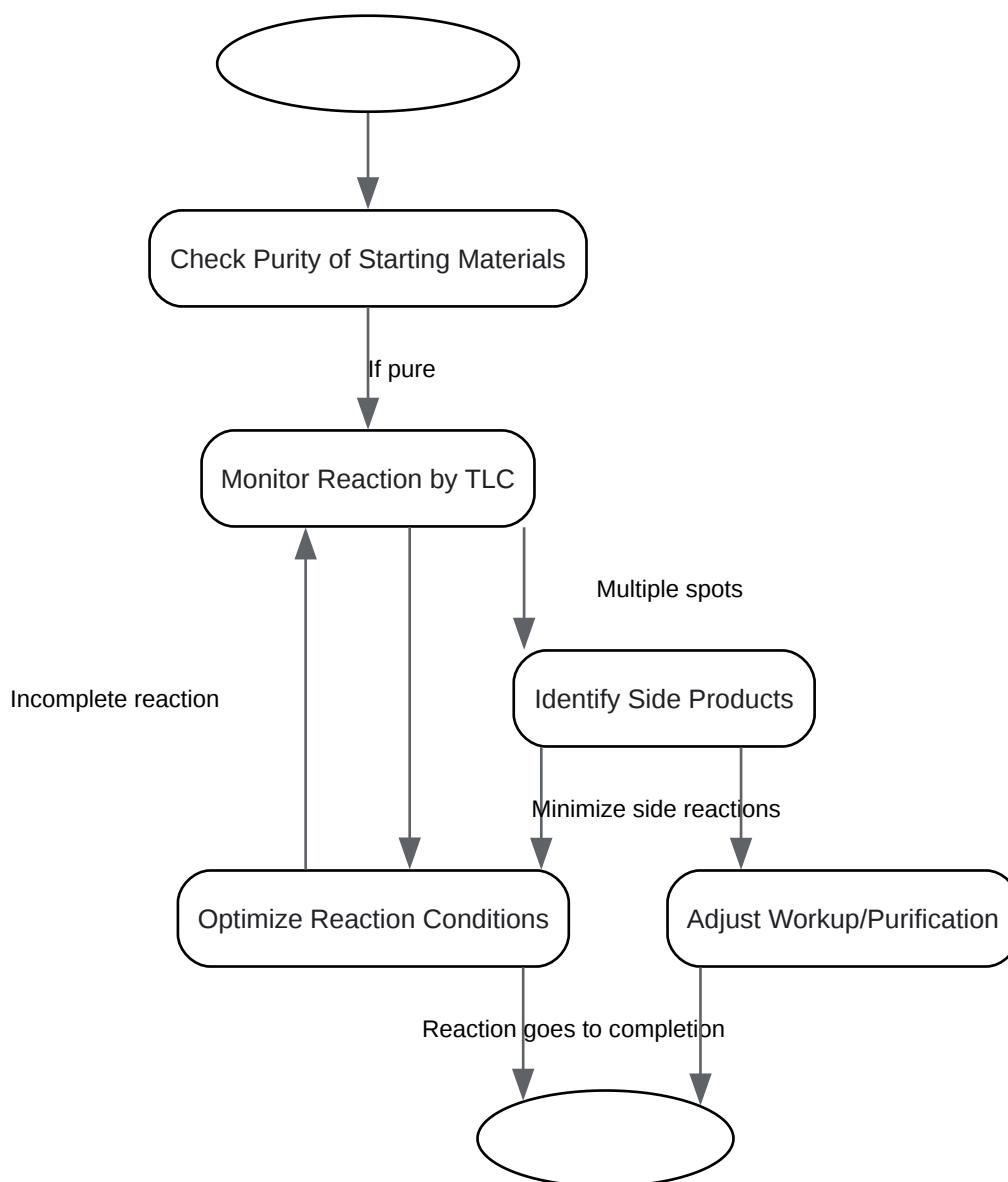 Check Purity of Starting Materials
If pure
Monitor Reaction by TLC
Multiple spots
Identify Side Products
Incomplete reaction
Minimize side reactions
Optimize Reaction Conditions
Adjust Workup/Purification
Reaction goes to completion